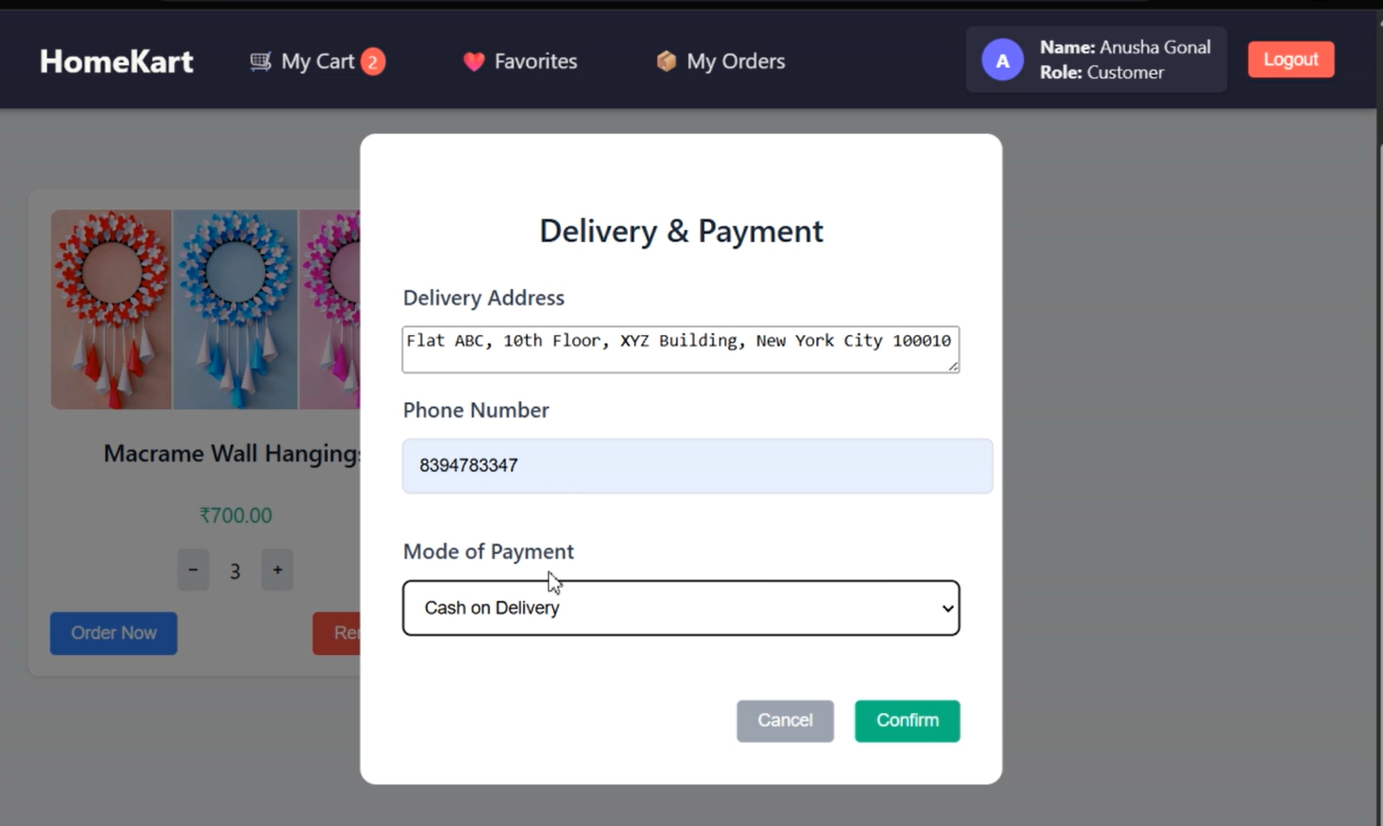 HomeKart
My Cart 2
Favorites
My Orders
A
Name: Anusha Gonal
Role: Customer
Logout
Delivery & Payment
Delivery Address
Flat ABC, 10th Floor, XYZ Building, New York City 100010
Phone Number
8394783347
Mode of Payment
Cash on Delivery
Cancel
Confirm
Macrame Wall Hangings
₹700.00
- 3 +
Order Now